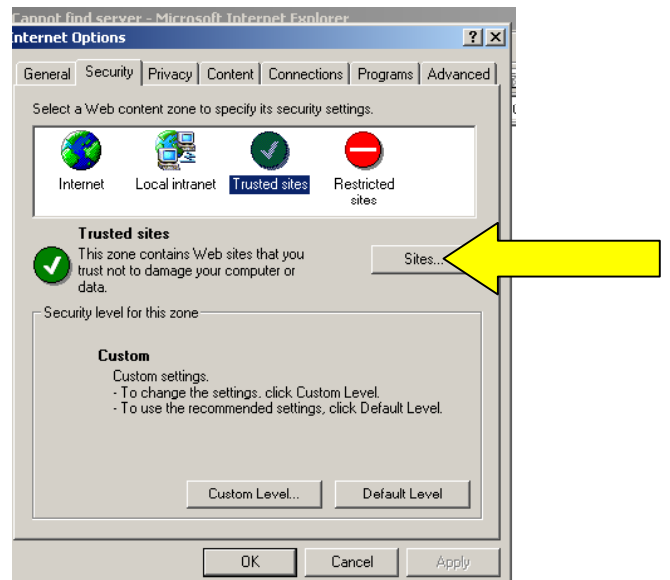 Cannot find server - Microsoft Internet Explorer
Internet Options
General Security Privacy Content Connections Programs Advanced
Select a Web content zone to specify its security settings.
Internet Local intranet Trusted sites Restricted sites
Trusted sites
This zone contains Web sites that you
trust not to damage your computer or
data.
Sites...
Security level for this zone
Custom
Custom settings.
- To change the settings, click Custom Level.
- To use the recommended settings, click Default Level.
Custom Level... Default Level
OK Cancel Apply